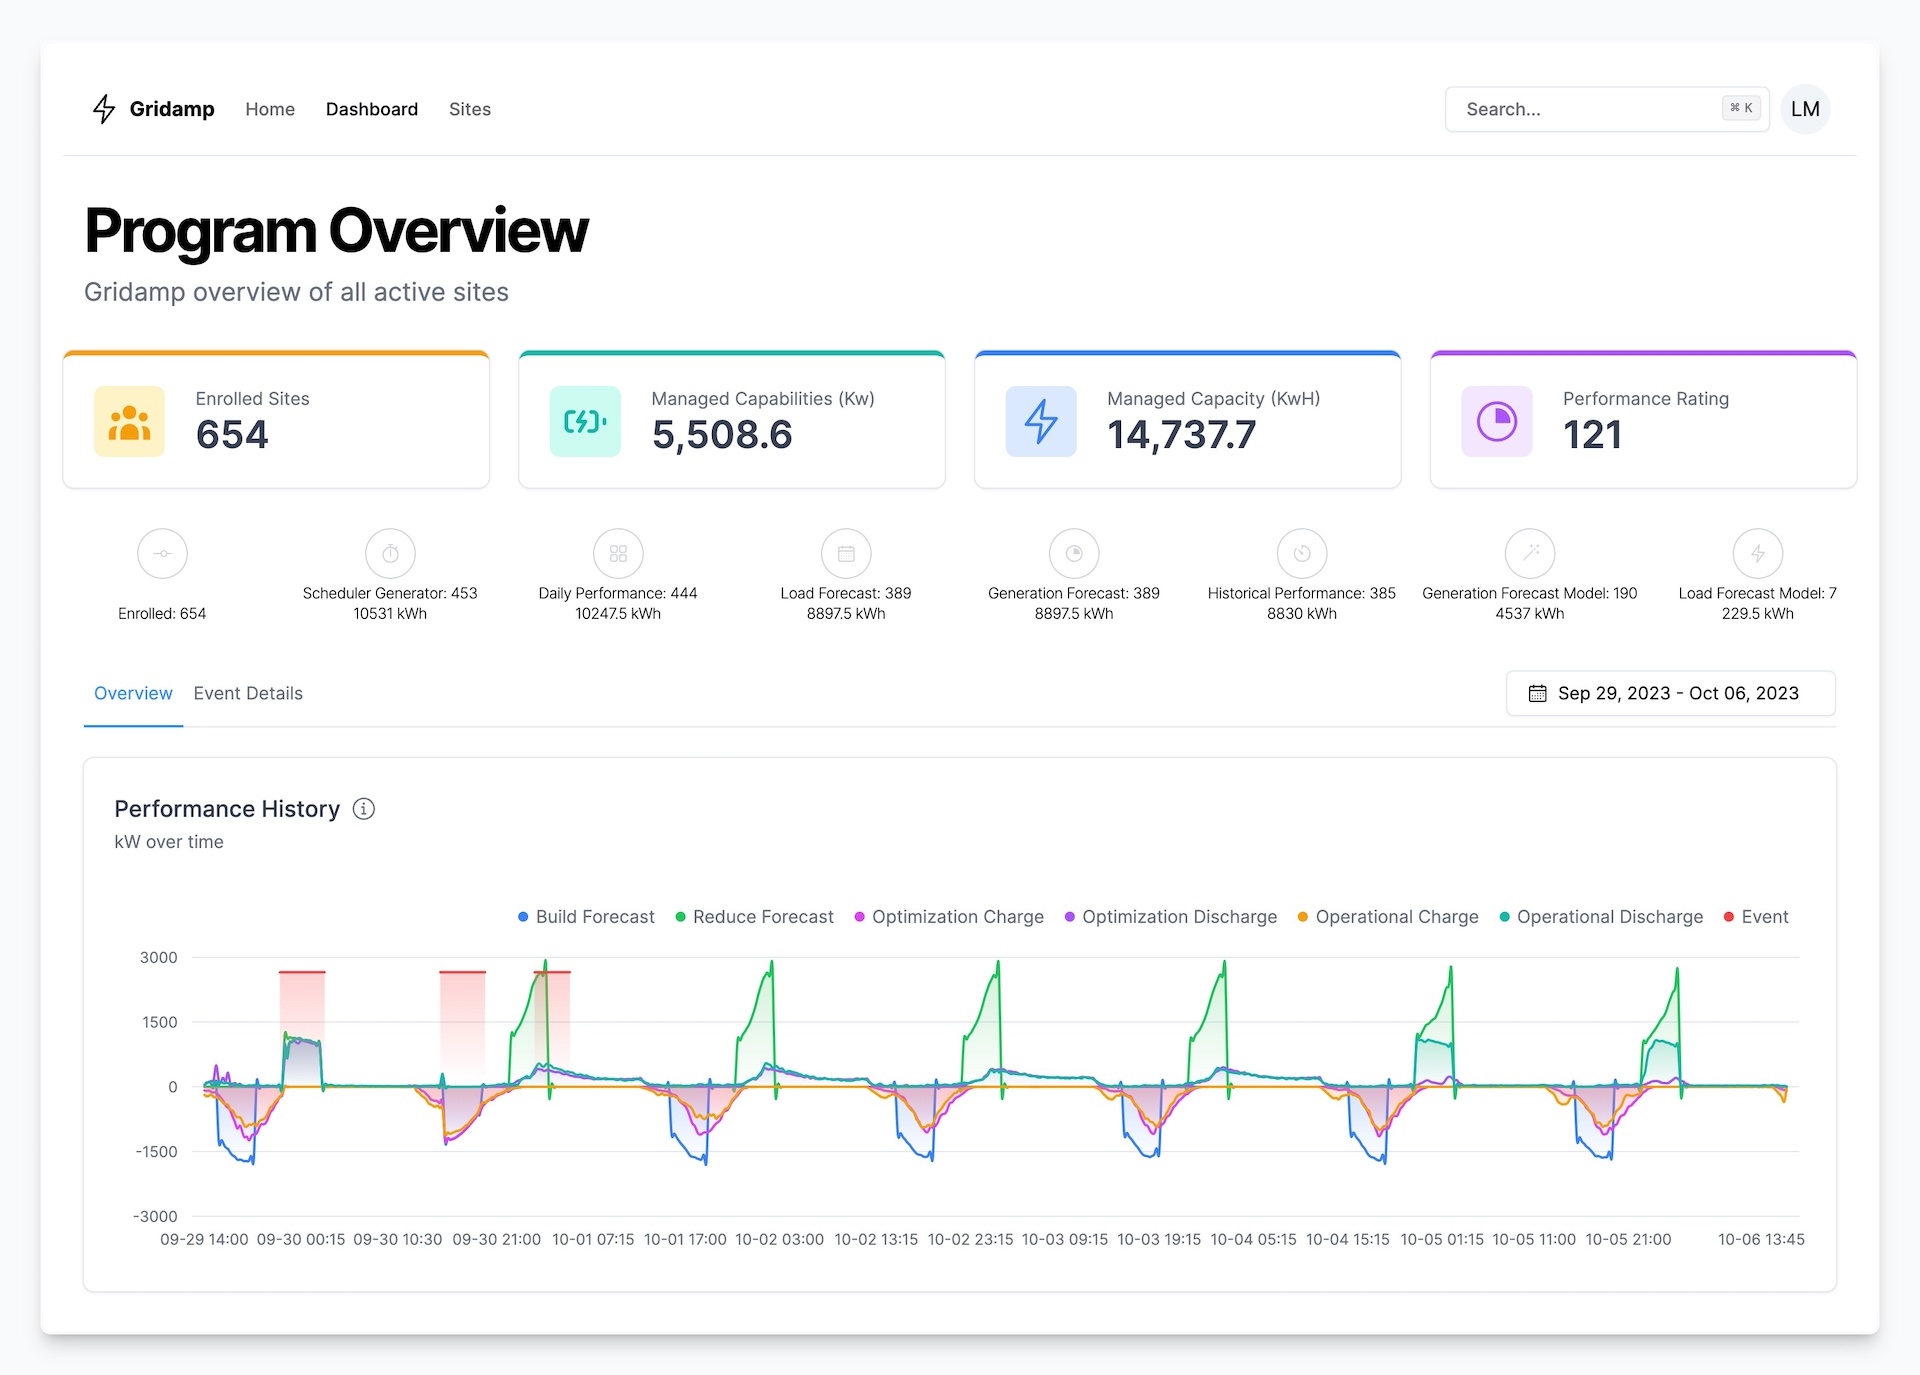 Gridamp Home Dashboard Sites Search... ⌘ K LM
Program Overview
Gridamp overview of all active sites
Enrolled Sites
654
Managed Capabilities (Kw)
5,508.6
Managed Capacity (KwH)
14,737.7
Performance Rating
121
Enrolled: 654
Scheduler Generator: 453
10531 kWh
Daily Performance: 444
10247.5 kWh
Load Forecast: 389
8897.5 kWh
Generation Forecast: 389
8897.5 kWh
Historical Performance: 385
8830 kWh
Generation Forecast Model: 190
4537 kWh
Load Forecast Model: 7
229.5 kWh
Overview Event Details Sep 29, 2023 - Oct 06, 2023
Performance History
kW over time
Build Forecast Reduce Forecast Optimization Charge Optimization Discharge Operational Charge Operational Discharge Event
3000
1500
0
-1500
-3000
09-29 14:00 09-30 00:15 09-30 10:30 09-30 21:00 10-01 07:15 10-01 17:00 10-02 03:00 10-02 13:15 10-02 23:15 10-03 09:15 10-03 19:15 10-04 05:15 10-04 15:15 10-05 01:15 10-05 11:00 10-05 21:00 10-06 13:45